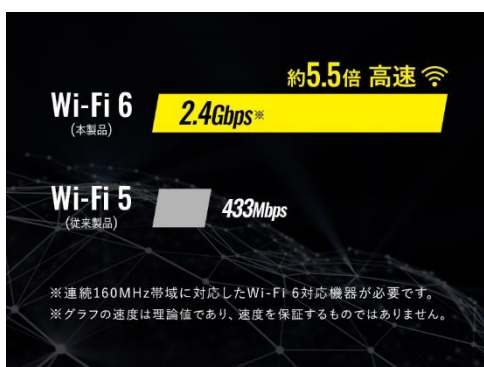 約5.5倍 高速
Wi-Fi 6
(本製品)
2.4Gbps※
Wi-Fi 5
(従来製品)
433Mbps
※連続160MHz帯域に対応したWi-Fi 6対応機器が必要です。
※グラフの速度は理論値であり、速度を保証するものではありません。